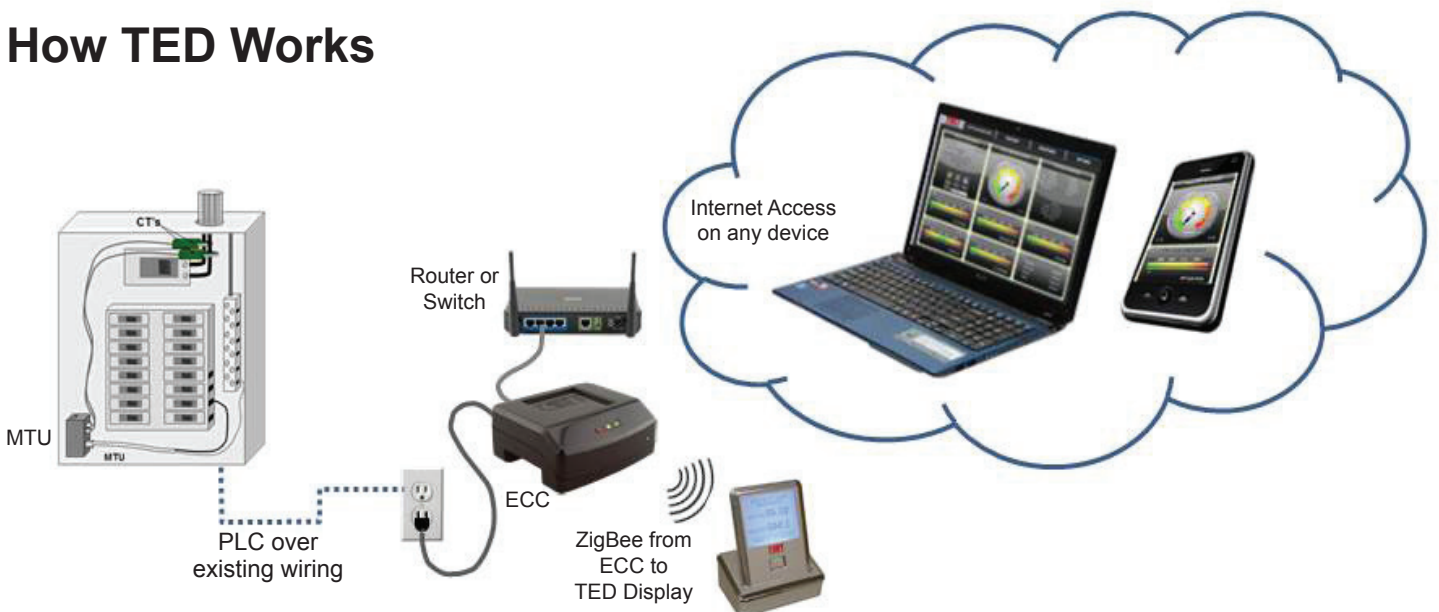 How TED Works
CT's
MTU
MTU
PLC over
existing wiring
Router or
Switch
ECC
ZigBee from
ECC to
TED Display
Internet Access
on any device